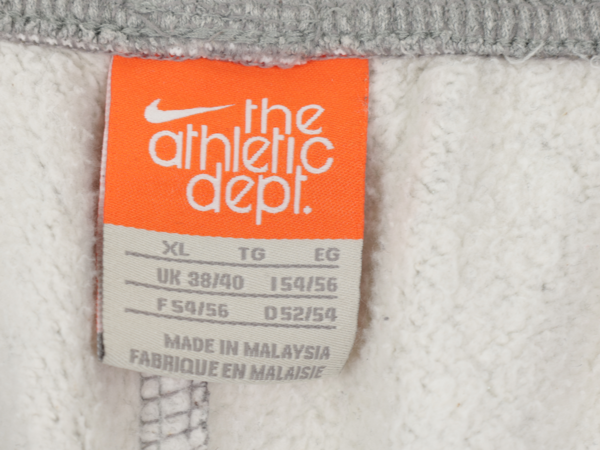 the
athletic
dept.
XL TG EG
UK 38/40 I 54/56
F 54/56 D 52/54
MADE IN MALAYSIA
FABRIQUE EN MALAISIE